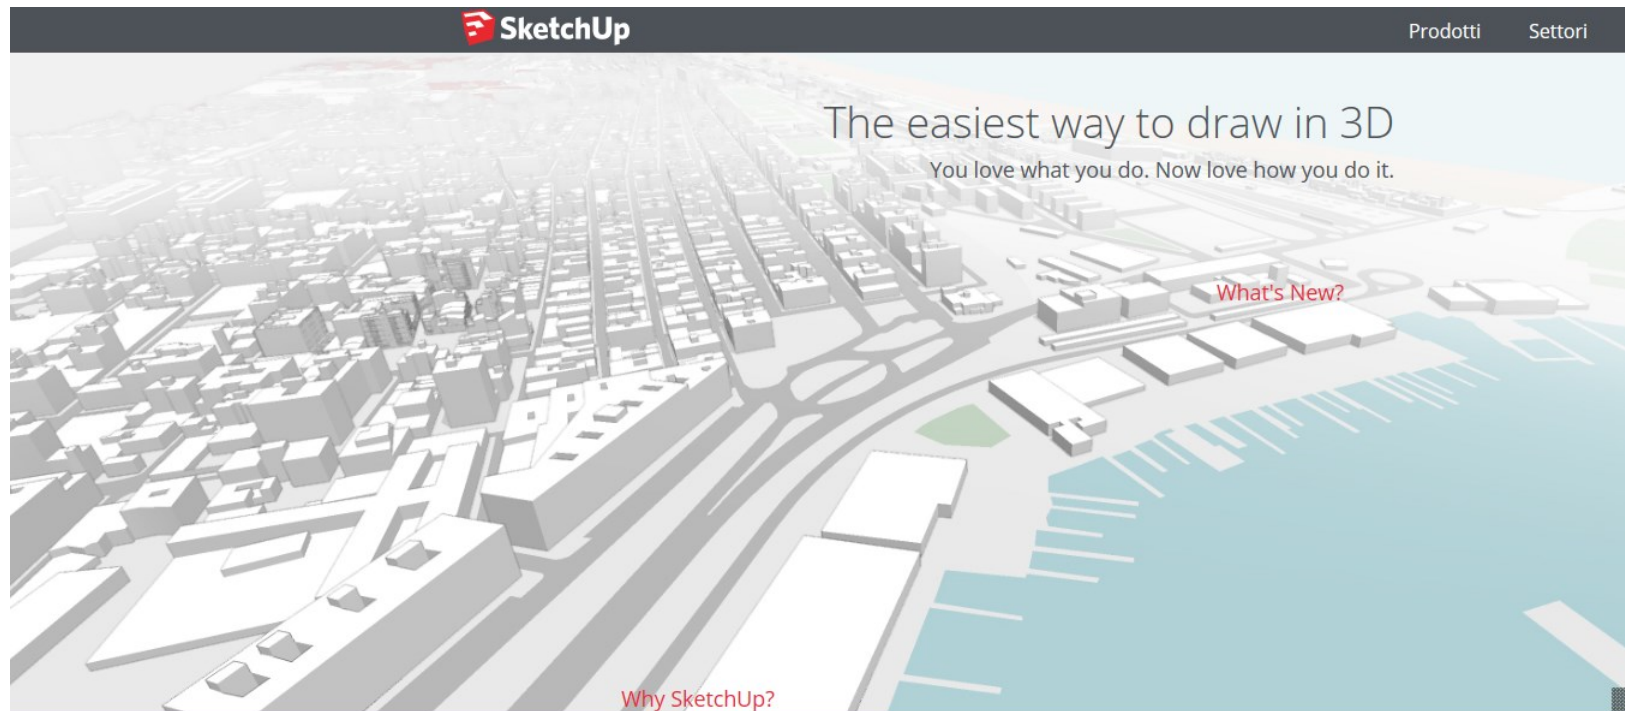 SketchUp
Prodotti
Settori
The easiest way to draw in 3D
You love what you do. Now love how you do it.
What's New?
Why SketchUp?